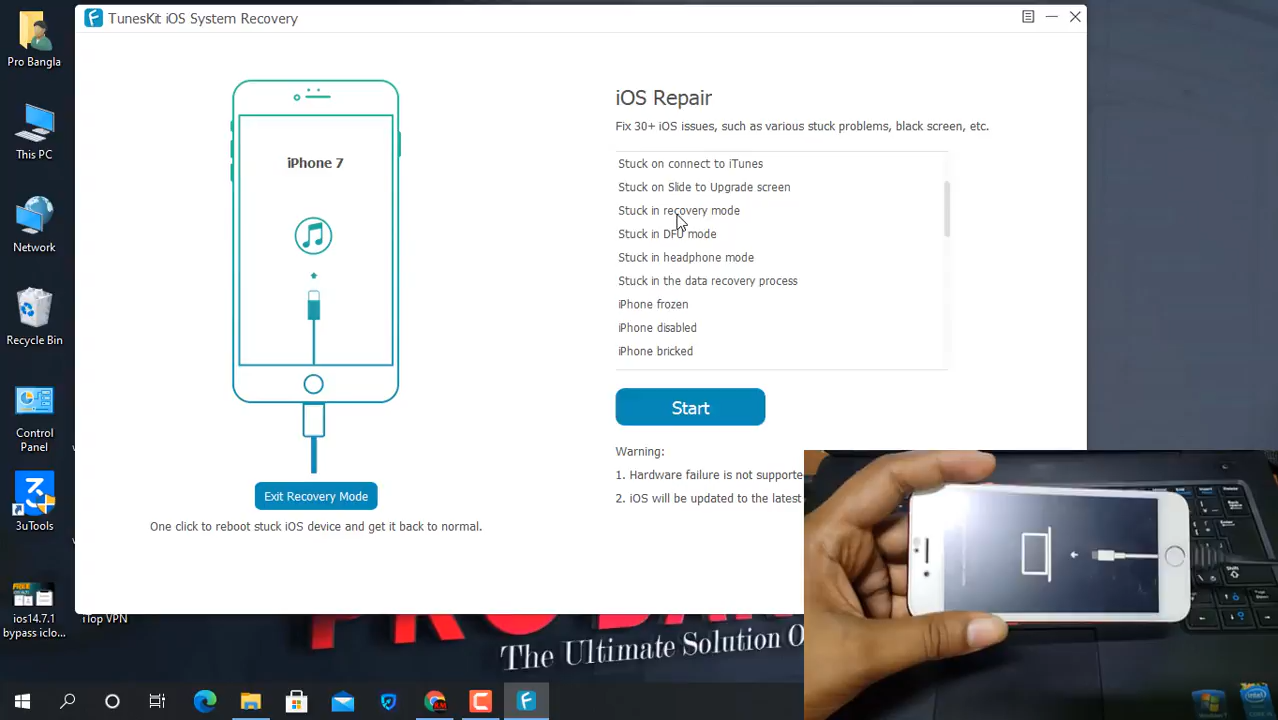 TunesKit iOS System Recovery
Pro Bangla
This PC
Network
Recycle Bin
Control
Panel
3uTools
FREE
ios14.7.1
bypass iclo...
iTop VPN
iPhone 7
Exit Recovery Mode
One click to reboot stuck iOS device and get it back to normal.
iOS Repair
Fix 30+ iOS issues, such as various stuck problems, black screen, etc.
Stuck on connect to iTunes
Stuck on Slide to Upgrade screen
Stuck in recovery mode
Stuck in DFU mode
Stuck in headphone mode
Stuck in the data recovery process
iPhone frozen
iPhone disabled
iPhone bricked
Start
Warning:
1. Hardware failure is not supporte
2. iOS will be updated to the latest
The Ultimate Solution O